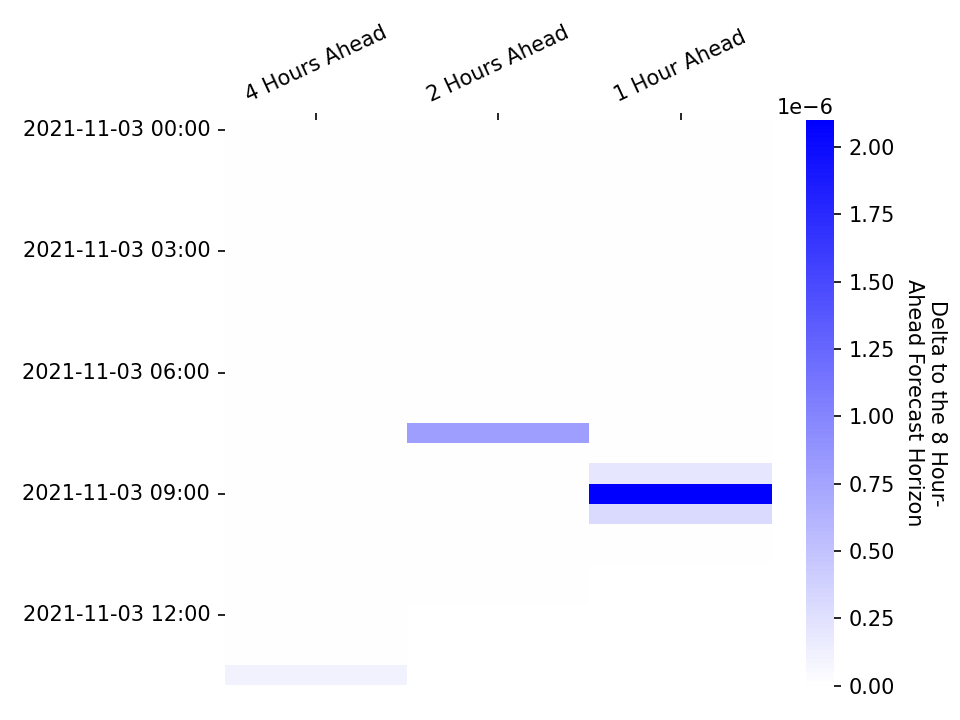 4 Hours Ahead
2 Hours Ahead
1 Hour Ahead
1e−6
2021-11-03 00:00
2021-11-03 03:00
2021-11-03 06:00
2021-11-03 09:00
2021-11-03 12:00
2.00
1.75
1.50
1.25
1.00
0.75
0.50
0.25
0.00
Delta to the 8 Hour-
Ahead Forecast Horizon